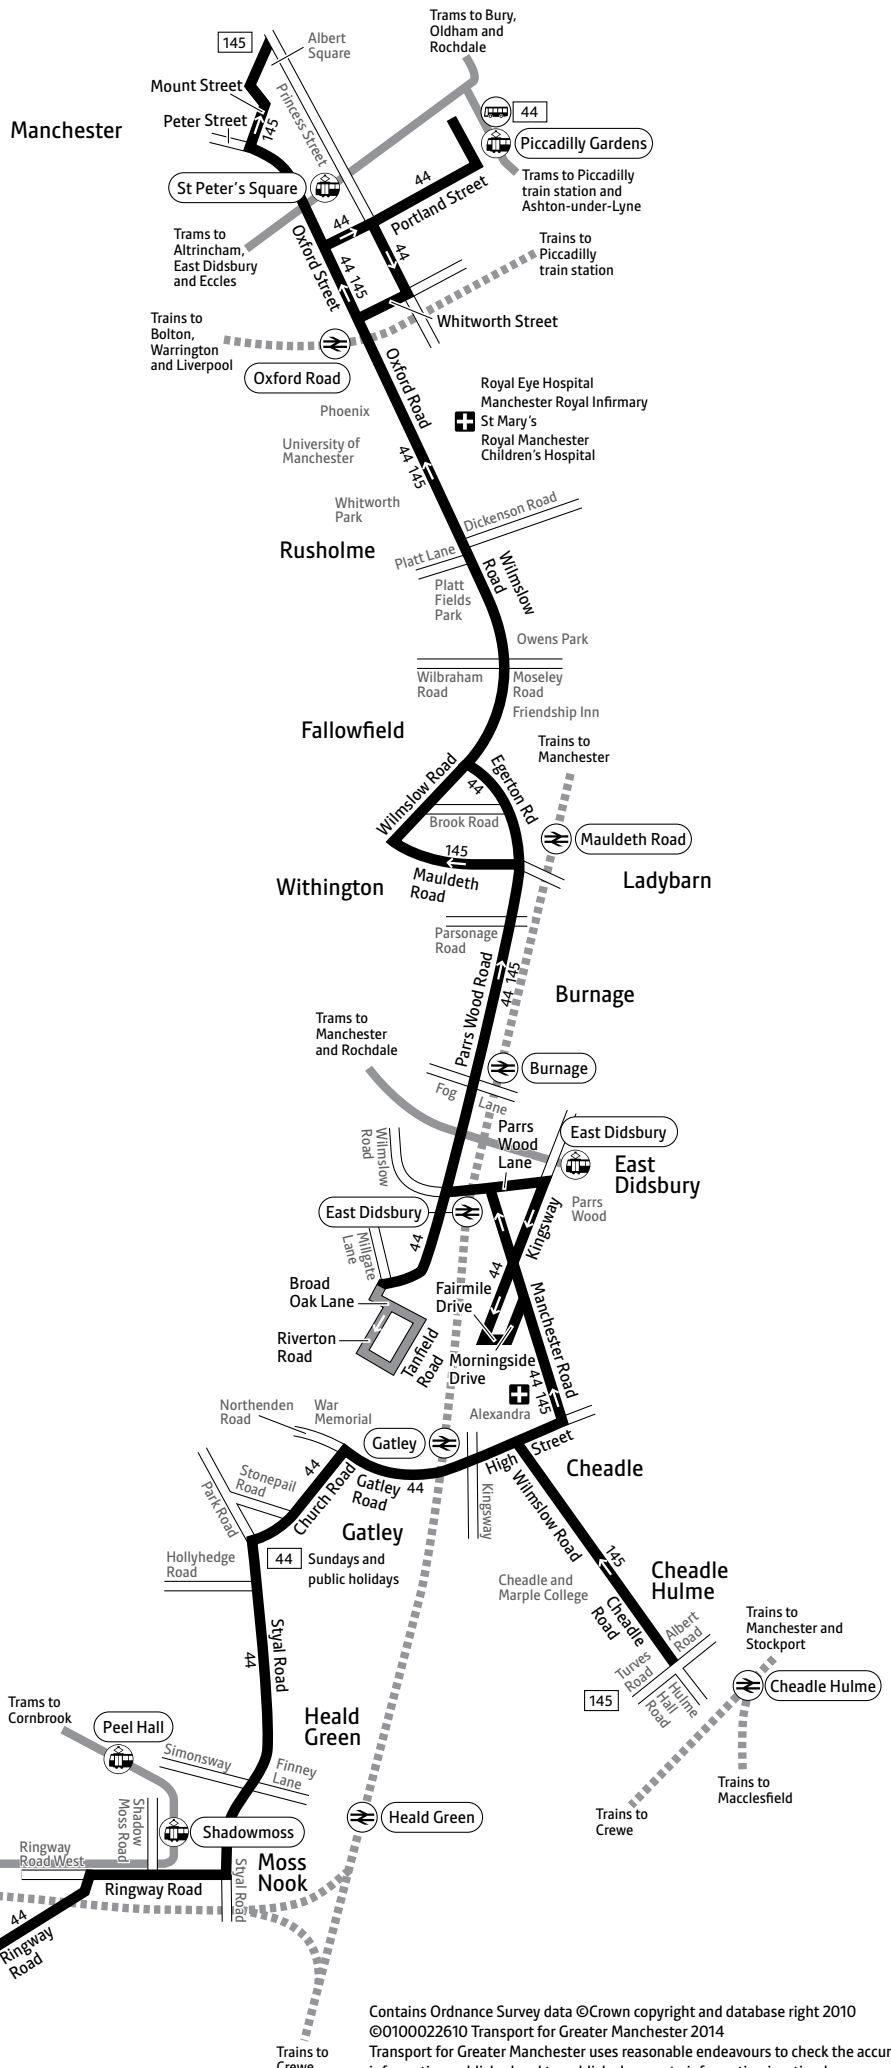 Trams to Bury,
Oldham and
Rochdale
145
Albert
Square
Mount Street
Peter Street
145
Princess Street
Manchester
44
Piccadilly Gardens
Trams to Piccadilly
train station and
Ashton-under-Lyne
St Peter's Square
44
Portland Street
44
44
Trams to
Altrincham,
East Didsbury
and Eccles
Oxford Street
44 145
Trains to
Piccadilly
train station
Whitworth Street
Trains to
Bolton,
Warrington
and Liverpool
Oxford Road
Oxford Road
Royal Eye Hospital
Manchester Royal Infirmary
St Mary's
Royal Manchester
Children's Hospital
Phoenix
University of
Manchester
44 145
Whitworth
Park
Dickenson Road
Rusholme
Platt Lane
Wilmslow
Road
Platt
Fields
Park
Owens Park
Wilbraham
Road
Moseley
Road
Friendship Inn
Fallowfield
Trains to
Manchester
Wilmslow Road
44
Egerton Rd
Brook Road
Mauldeth Road
145
Mauldeth
Road
Withington
Ladybarn
Parsonage
Road
Parrs Wood Road
44 145
Burnage
Trams to
Manchester
and Rochdale
Burnage
Fog
Lane
Parrs
Wood
Lane
East Didsbury
East
Didsbury
Wilmslow
Road
Parrs
Wood
East Didsbury
Kingsway
44
Millgate
Lane
44
Broad
Oak Lane
Fairmile
Drive
Manchester Road
Riverton
Road
Tanfield
Road
Morningside
Drive
44 145
Alexandra
Northenden
Road
War
Memorial
Gatley
High
Street
Cheadle
44
Stonepail
Road
Park Road
Church Road
Gatley
Road
44
Kingsway
Wilmslow Road
Gatley
44
Sundays and
public holidays
Hollyhedge
Road
145
Cheadle and
Marple College
Cheadle
Hulme
Cheadle
Road
Albert
Road
Trains to
Manchester and
Stockport
Styal Road
44
Turves
Road
Hulme
Hall
Road
145
Cheadle Hulme
Trams to
Cornbrook
Peel Hall
Heald
Green
Simonsway
Finney
Lane
Trains to
Macclesfield
Trains to
Crewe
Shadow
Moss Road
Shadowmoss
Heald Green
Ringway
Road West
Moss
Nook
Ringway Road
Styal Road
44
Ringway
Road
Contains Ordnance Survey data ©Crown copyright and database right 2010
©0100022610 Transport for Greater Manchester 2014
Transport for Greater Manchester uses reasonable endeavours to check the accur
Trains to
Crewe